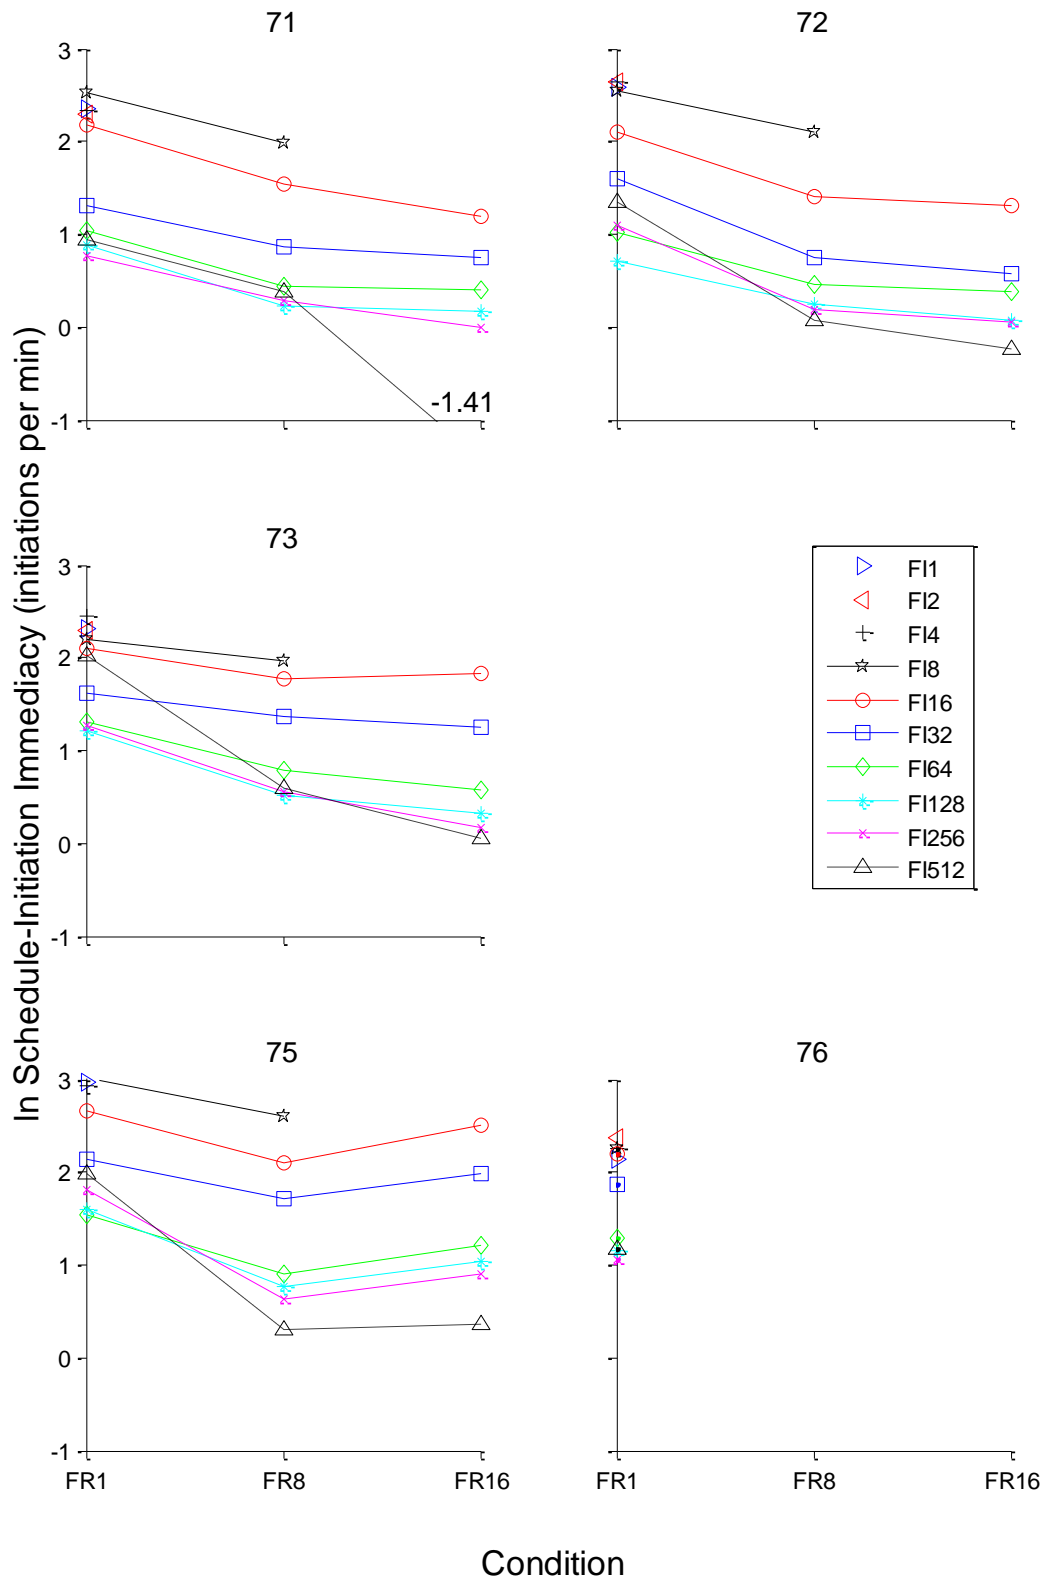 71
72
3
2
1
0
-1
-1.41
73
3
2
1
0
-1
FI1
FI2
FI4
FI8
FI16
FI32
FI64
FI128
FI256
FI512
75
76
3
2
1
0
-1
FR1 FR8 FR16
FR1 FR8 FR16
ln Schedule-Initiation Immediacy (initiations per min)
Condition